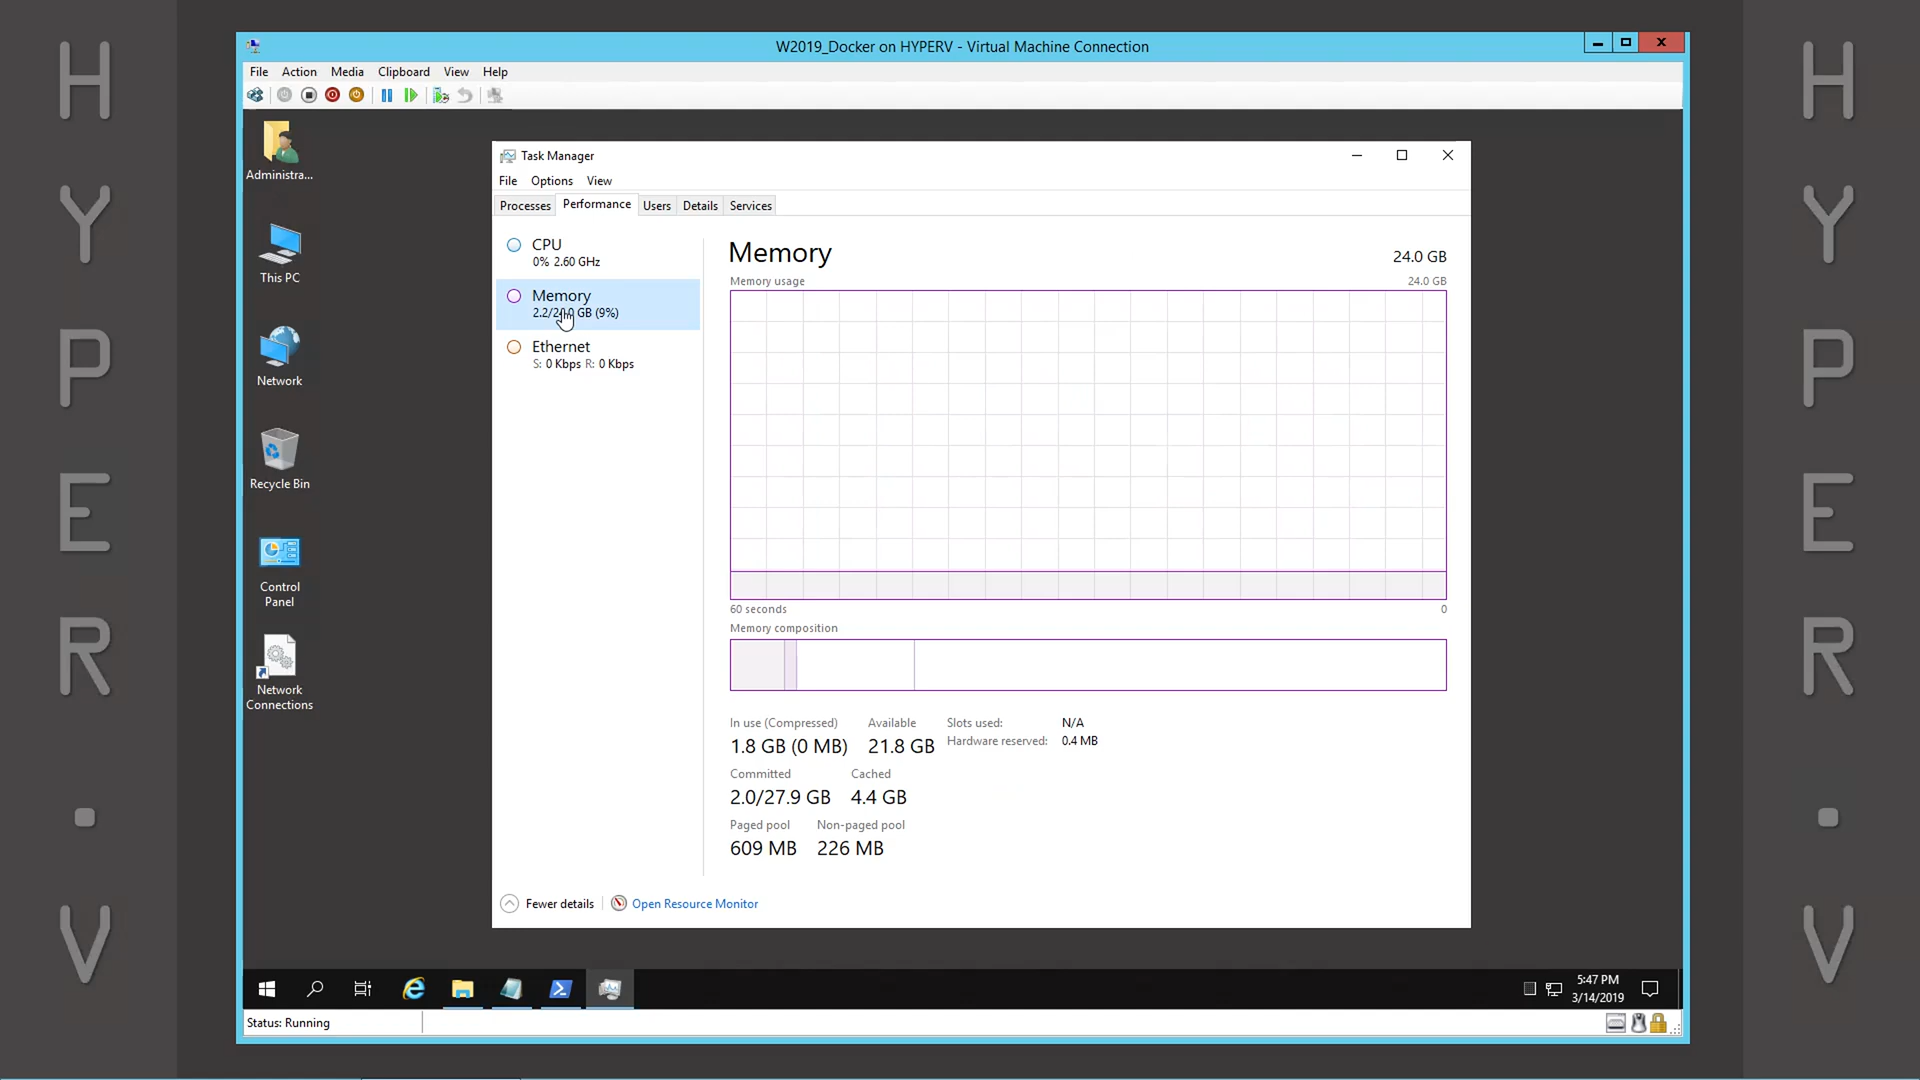 H
Y
P
E
R
·
V
W2019_Docker on HYPERV - Virtual Machine Connection
File Action Media Clipboard View Help
Administra...
This PC
Network
Recycle Bin
Control
Panel
Network
Connections
Task Manager
File Options View
Processes Performance Users Details Services
CPU
0% 2.60 GHz
Memory
2.2/24.0 GB (9%)
Ethernet
S: 0 Kbps R: 0 Kbps
Memory 24.0 GB
Memory usage 24.0 GB
60 seconds 0
Memory composition
In use (Compressed) Available Slots used: N/A
1.8 GB (0 MB) 21.8 GB Hardware reserved: 0.4 MB
Committed Cached
2.0/27.9 GB 4.4 GB
Paged pool Non-paged pool
609 MB 226 MB
Fewer details Open Resource Monitor
5:47 PM
3/14/2019
Status: Running
H
Y
P
E
R
·
V